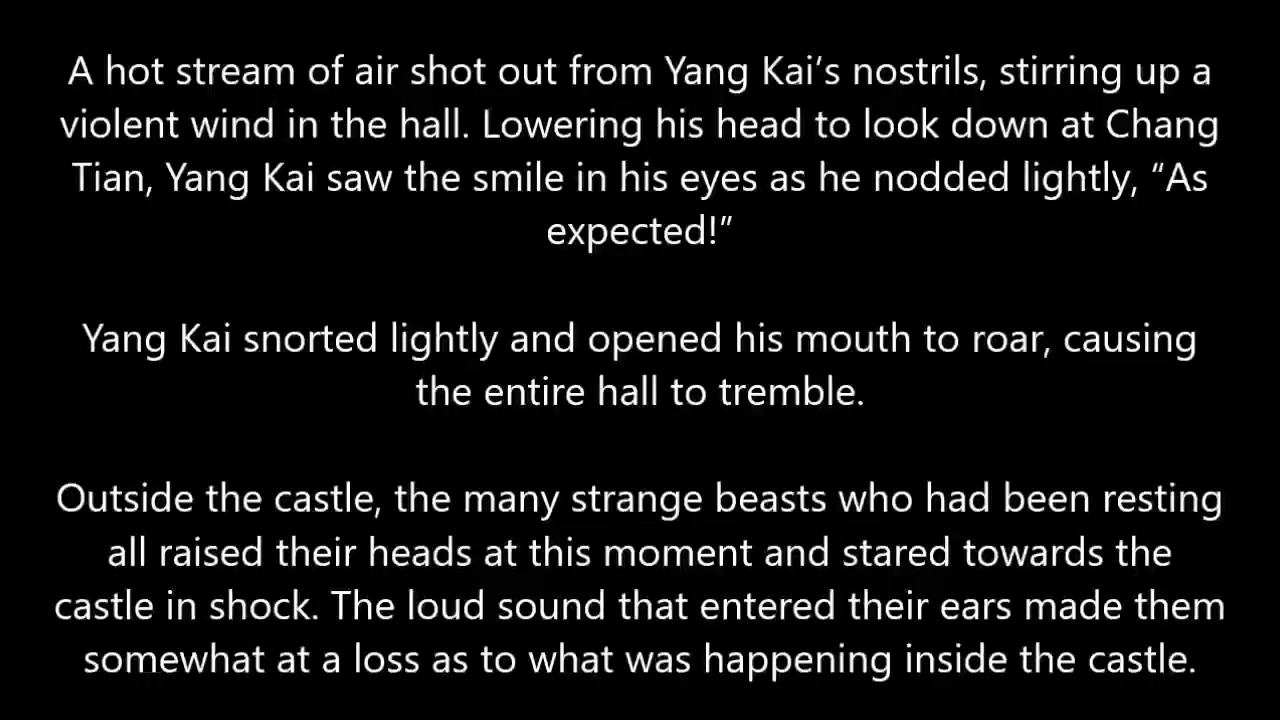 A hot stream of air shot out from Yang Kai‘s nostrils, stirring up a
violent wind in the hall. Lowering his head to look down at Chang
Tian, Yang Kai saw the smile in his eyes as he nodded lightly, “As
expected!”
Yang Kai snorted lightly and opened his mouth to roar, causing
the entire hall to tremble.
Outside the castle, the many strange beasts who had been resting
all raised their heads at this moment and stared towards the
castle in shock. The loud sound that entered their ears made them
somewhat at a loss as to what was happening inside the castle.